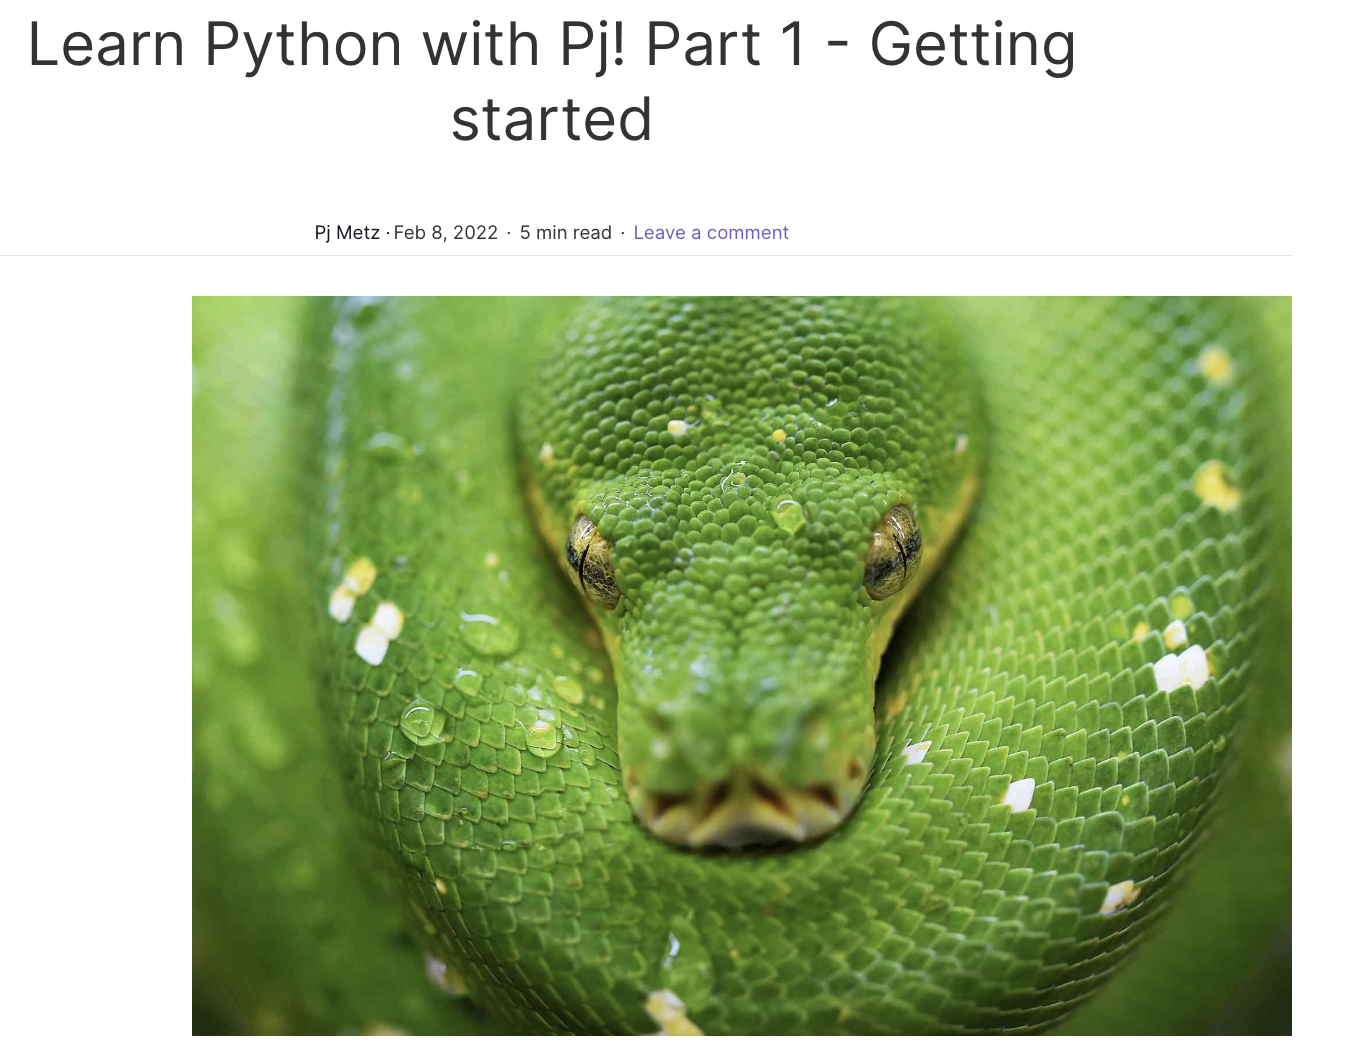 Learn Python with Pj! Part 1 - Getting
started
Pj Metz · Feb 8, 2022 · 5 min read · Leave a comment